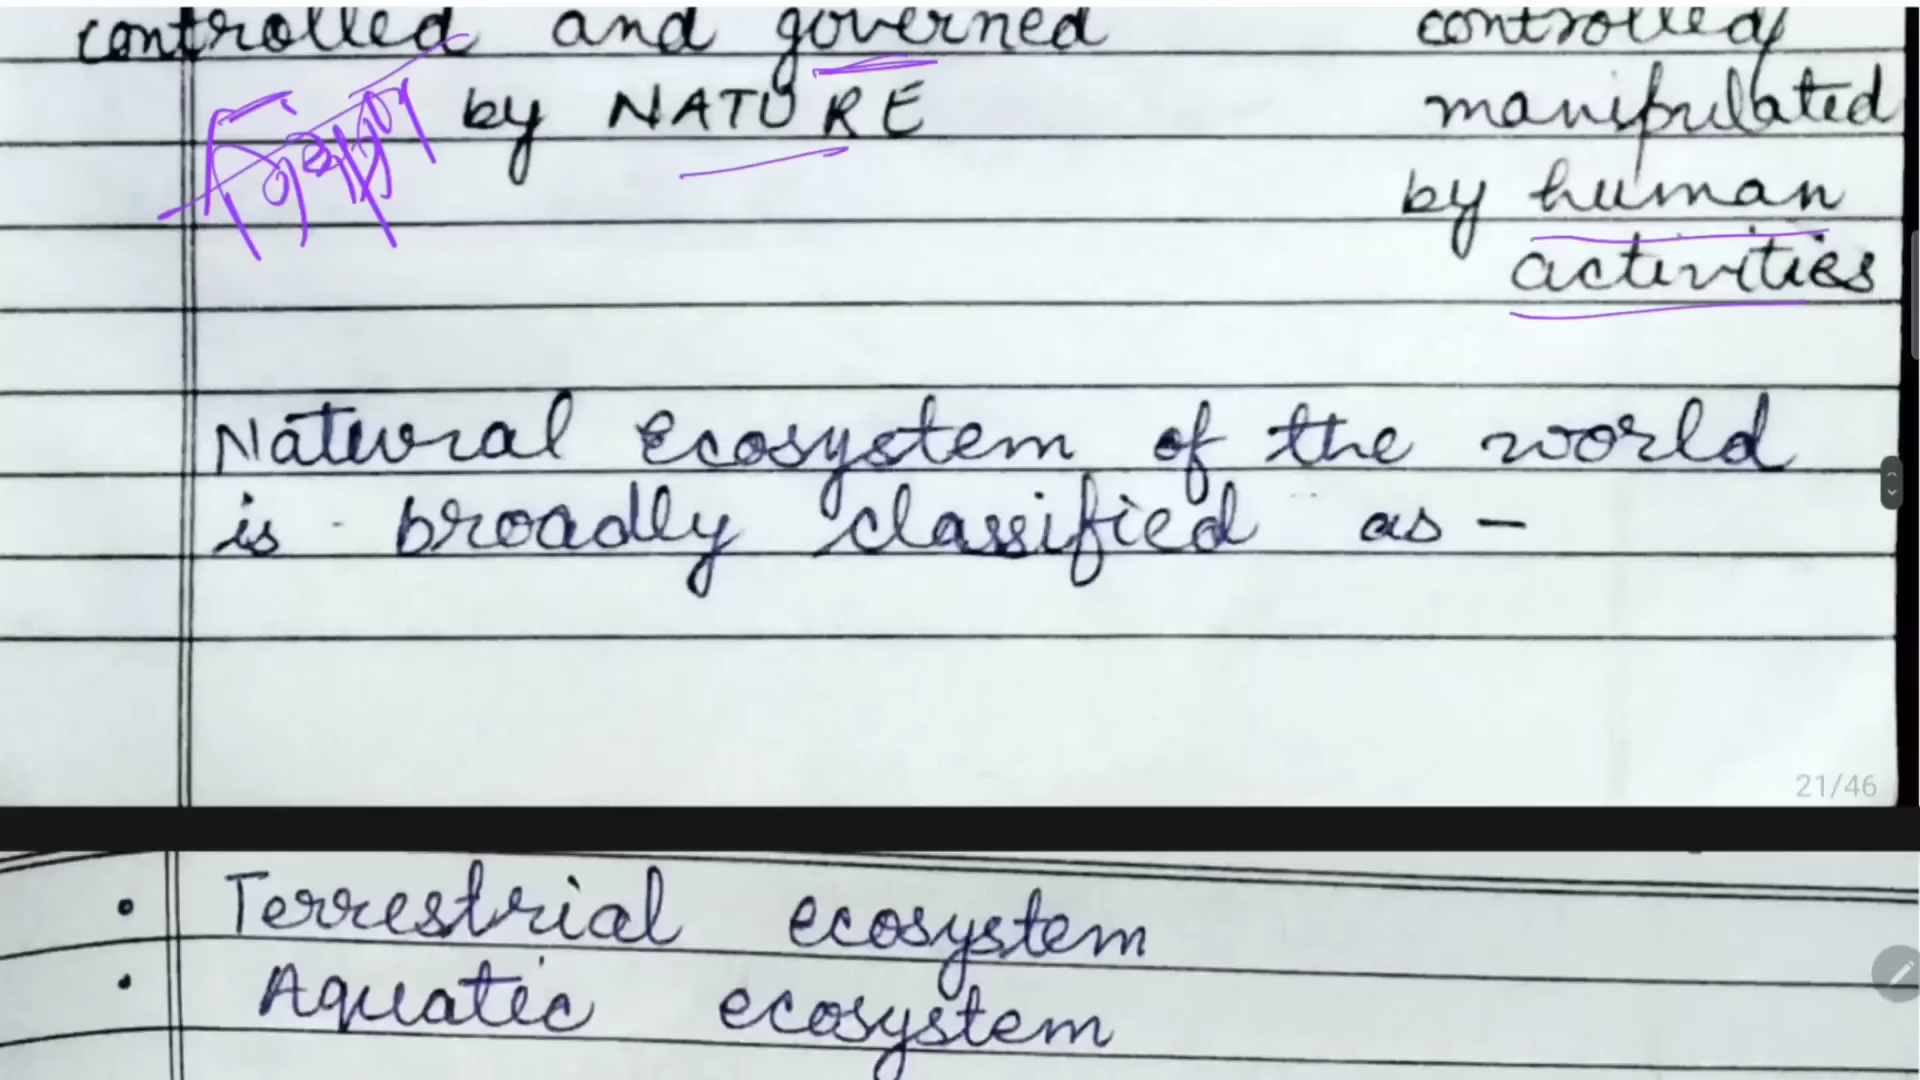 controlled and governed
by NATURE
controlled/
manipulated
by human
activities
Natural ecosystem of the world
is broadly classified as -
21/46
• Terrestrial ecosystem
• Aquatic ecosystem